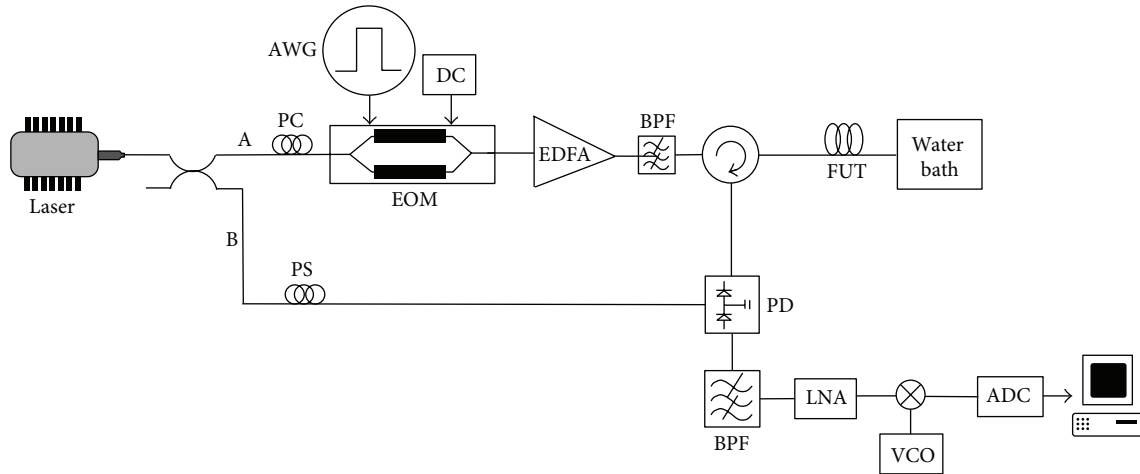 AWG
DC
A
PC
BPF
EDFA
Water
bath
FUT
EOM
Laser
B
PS
PD
LNA
ADC
BPF
VCO